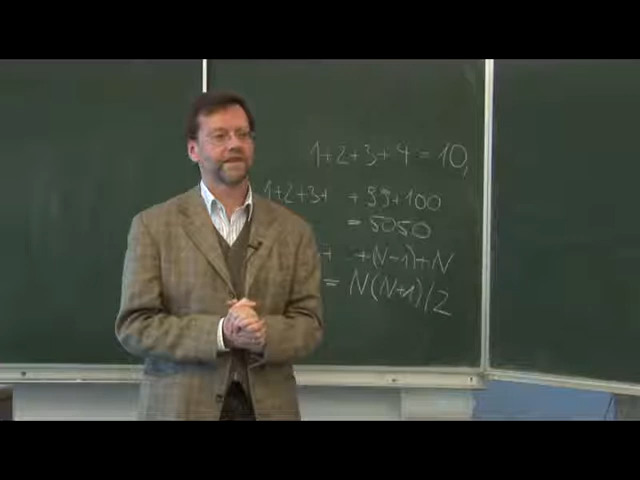 1+2+3+4 = 10,
1+2+3+ +99+100
= 5050
+ +(N-1)+N
= N(N+1)/2